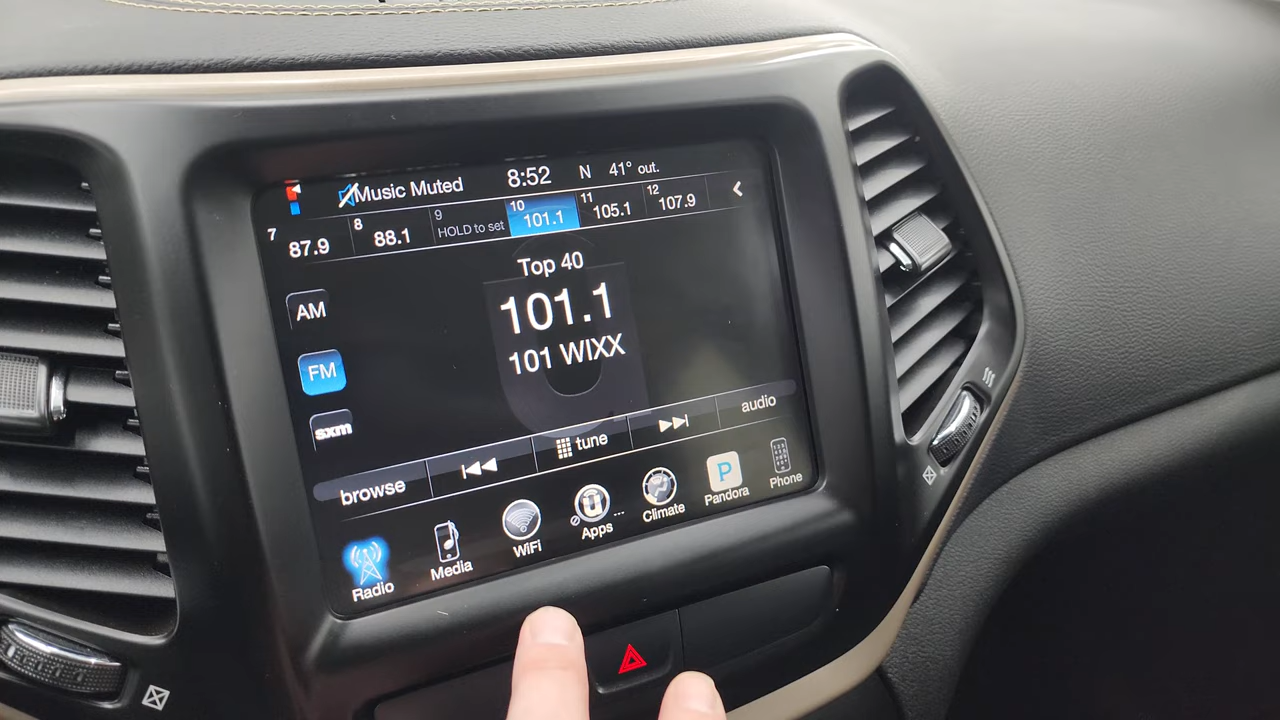 Music Muted 8:52 N 41° out.
7 87.9 8 88.1 9 HOLD to set 10 101.1 11 105.1 12 107.9
Top 40
AM
101.1
101 WIXX
FM
sxm
browse tune audio
Radio Media WiFi Apps ... Climate P Pandora Phone